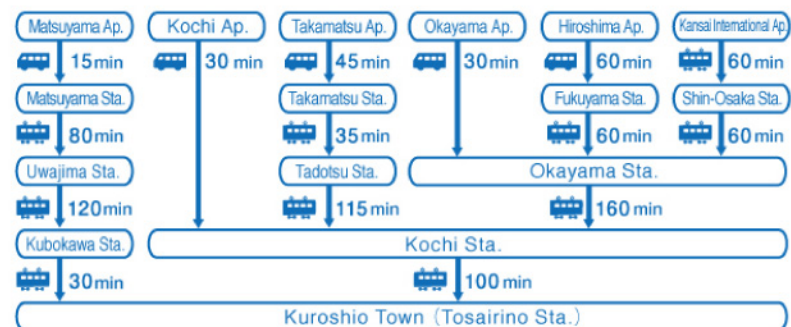 Matsuyama Ap. Kochi Ap. Takamatsu Ap. Okayama Ap. Hiroshima Ap. Kansai International Ap.
15min 30 min 45min 30min 60min 60min
Matsuyama Sta. Takamatsu Sta. Fukuyama Sta. Shin-Osaka Sta.
80min 35min 60min 60min
Uwajima Sta. Tadotsu Sta. Okayama Sta.
120min 115min 160min
Kubokawa Sta. Kochi Sta.
30min 100min
Kuroshio Town (Tosairino Sta.)